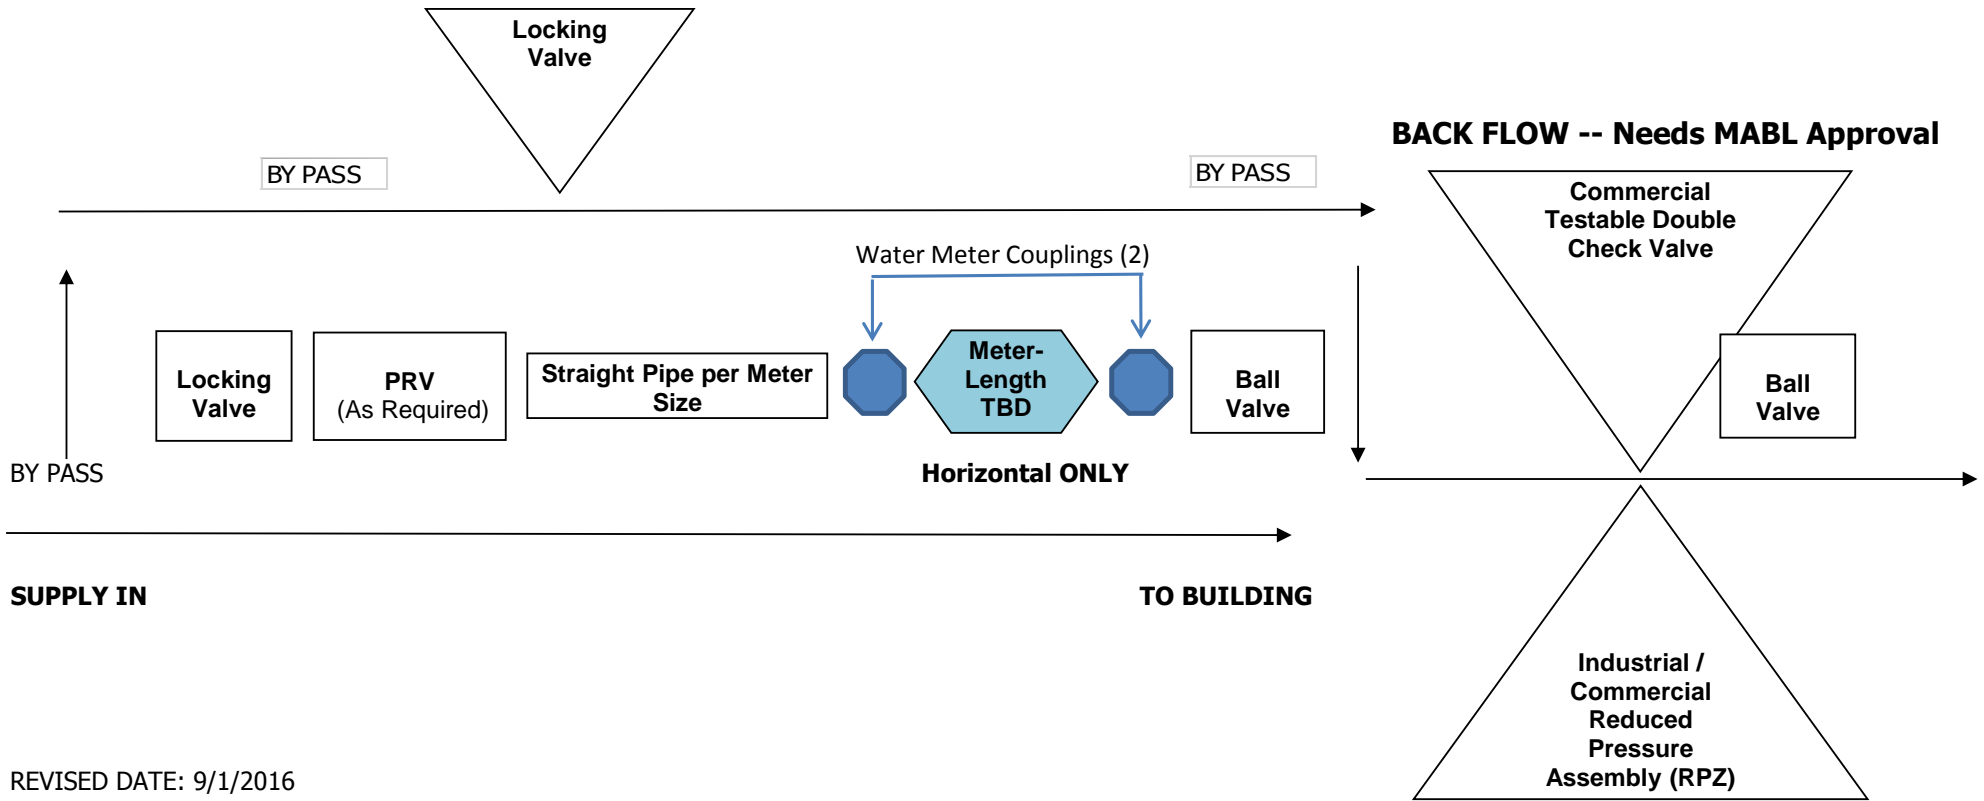 Locking
Valve
BACK FLOW -- Needs MABL Approval
BY PASS
BY PASS
Commercial
Testable Double
Check Valve
Water Meter Couplings (2)
Locking
Valve
PRV
(As Required)
Straight Pipe per Meter
Size
Meter-
Length
TBD
Ball
Valve
Ball
Valve
BY PASS
Horizontal ONLY
SUPPLY IN
TO BUILDING
Industrial /
Commercial
Reduced
Pressure
Assembly (RPZ)
REVISED DATE: 9/1/2016